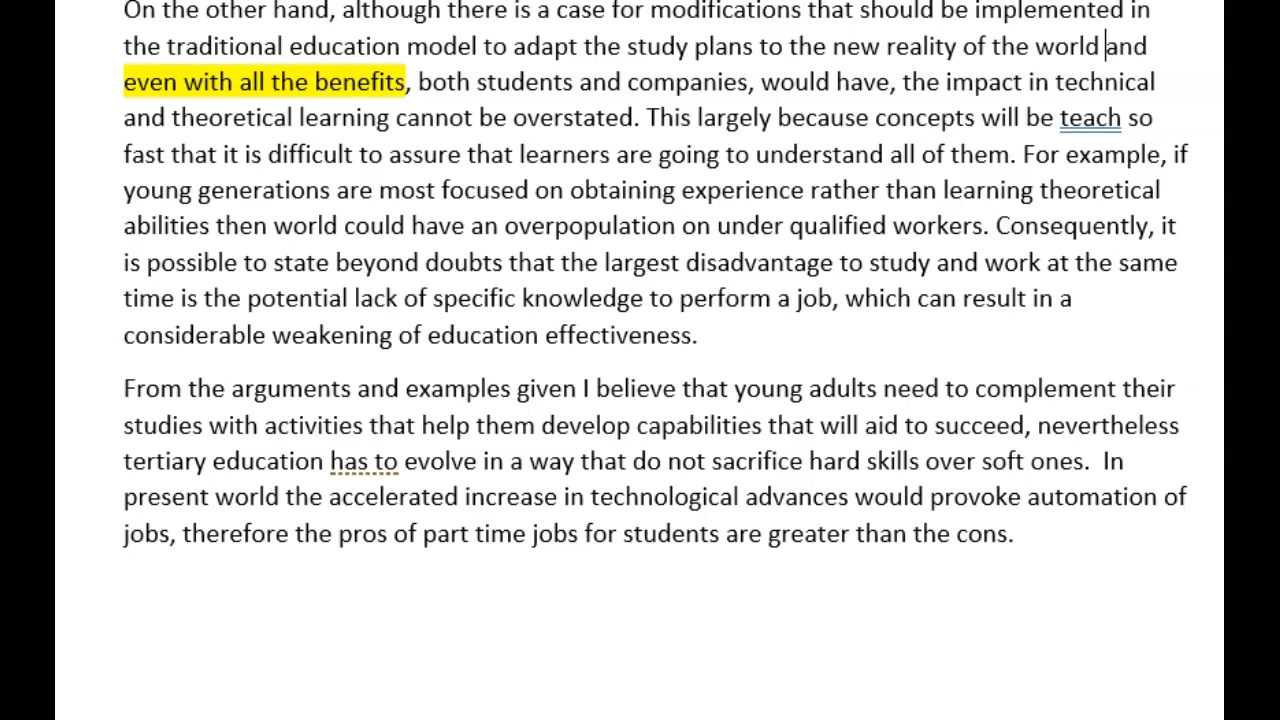 On the other hand, although there is a case for modifications that should be implemented in
the traditional education model to adapt the study plans to the new reality of the world and
even with all the benefits, both students and companies, would have, the impact in technical
and theoretical learning cannot be overstated. This largely because concepts will be teach so
fast that it is difficult to assure that learners are going to understand all of them. For example, if
young generations are most focused on obtaining experience rather than learning theoretical
abilities then world could have an overpopulation on under qualified workers. Consequently, it
is possible to state beyond doubts that the largest disadvantage to study and work at the same
time is the potential lack of specific knowledge to perform a job, which can result in a
considerable weakening of education effectiveness.
From the arguments and examples given I believe that young adults need to complement their
studies with activities that help them develop capabilities that will aid to succeed, nevertheless
tertiary education has to evolve in a way that do not sacrifice hard skills over soft ones.  In
present world the accelerated increase in technological advances would provoke automation of
jobs, therefore the pros of part time jobs for students are greater than the cons.